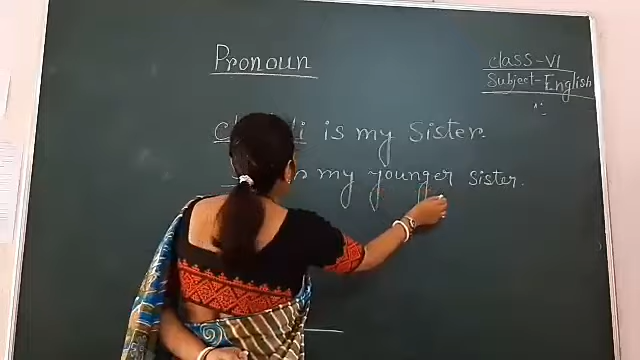 Pronoun
Class-VI
Subject-English
is my Sister.
my younger sister.